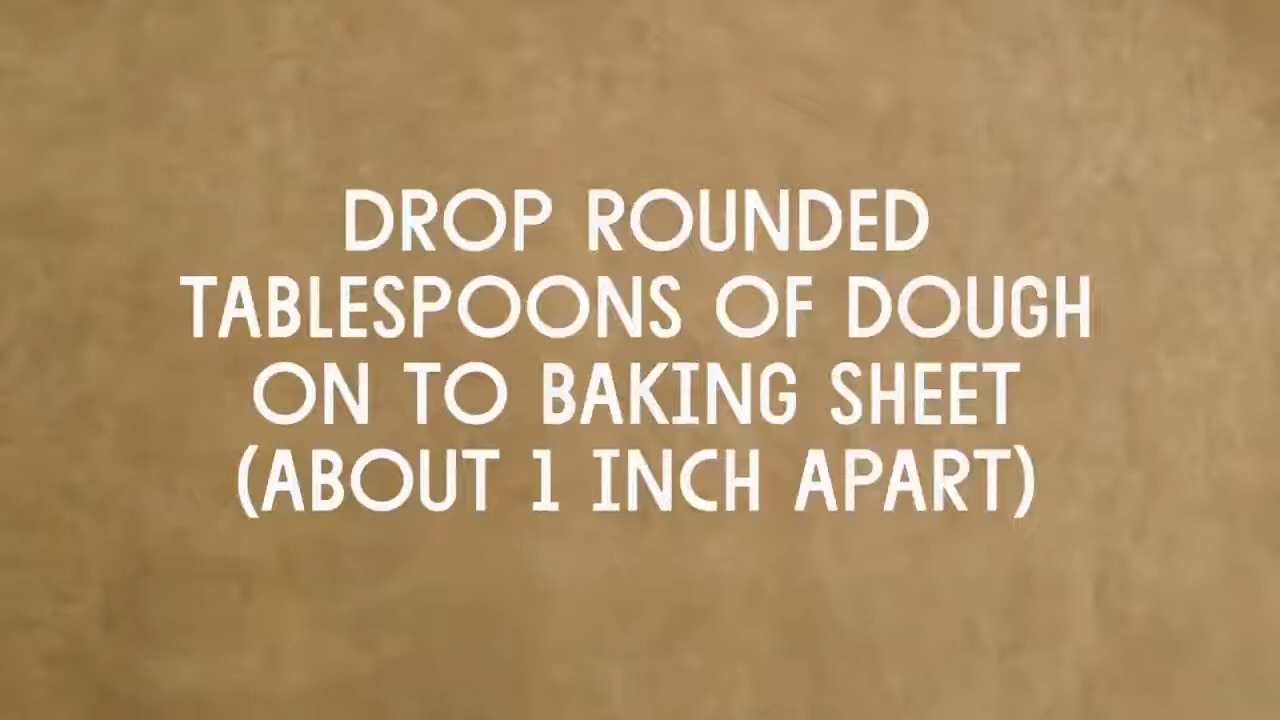 DROP ROUNDED
TABLESPOONS OF DOUGH
ON TO BAKING SHEET
(ABOUT 1 INCH APART)